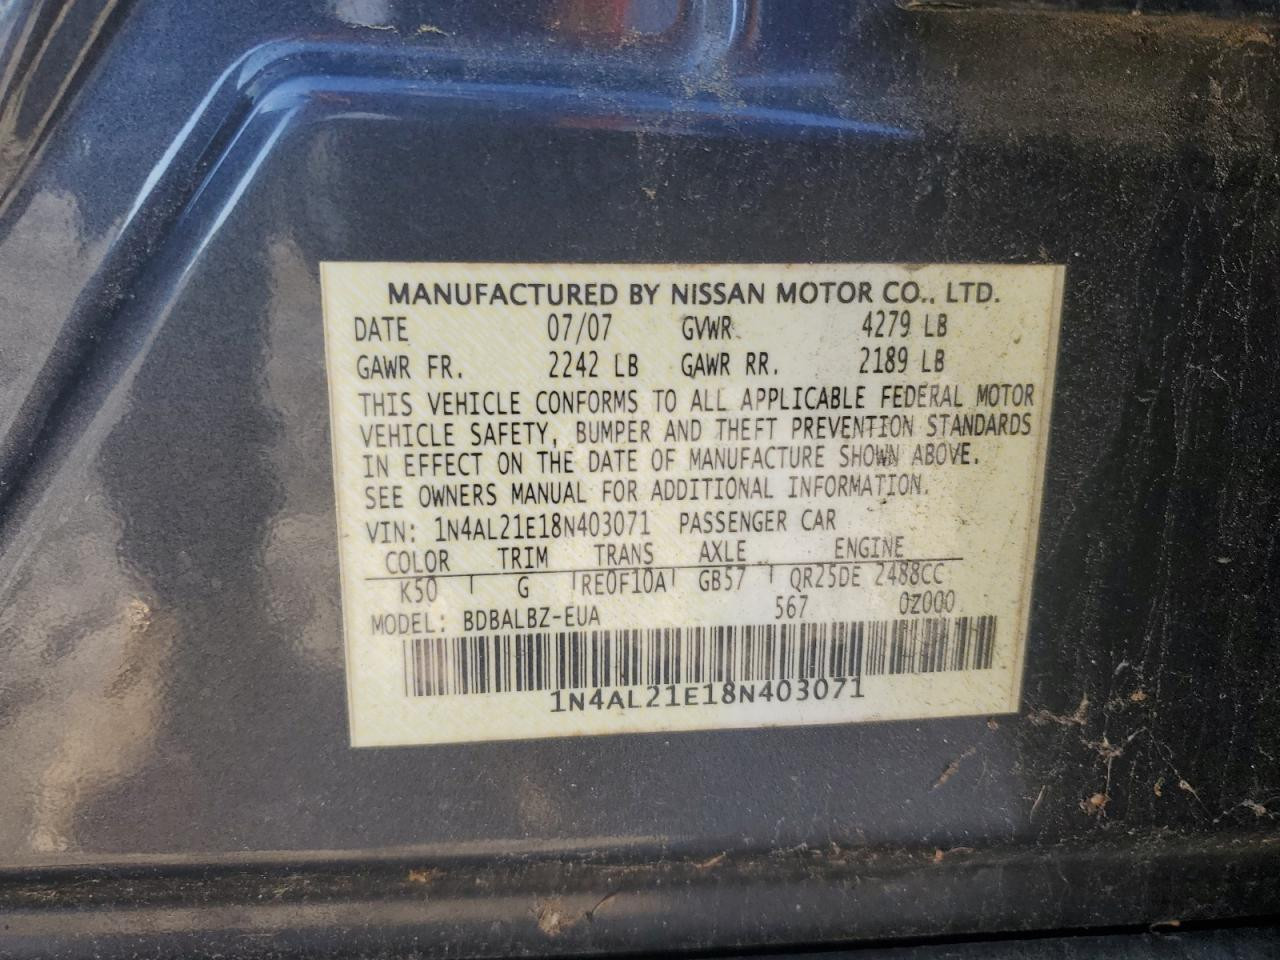 MANUFACTURED BY NISSAN MOTOR CO., LTD.
DATE 07/07 GVWR 4279 LB
GAWR FR. 2242 LB GAWR RR. 2189 LB
THIS VEHICLE CONFORMS TO ALL APPLICABLE FEDERAL MOTOR
VEHICLE SAFETY, BUMPER AND THEFT PREVENTION STANDARDS
IN EFFECT ON THE DATE OF MANUFACTURE SHOWN ABOVE.
SEE OWNERS MANUAL FOR ADDITIONAL INFORMATION.
VIN: 1N4AL21E18N403071 PASSENGER CAR
COLOR TRIM TRANS AXLE ENGINE
K50 G RE0F10A GB57 QR25DE 2488CC
MODEL: BDBALBZ-EUA 567 0Z000
1N4AL21E18N403071